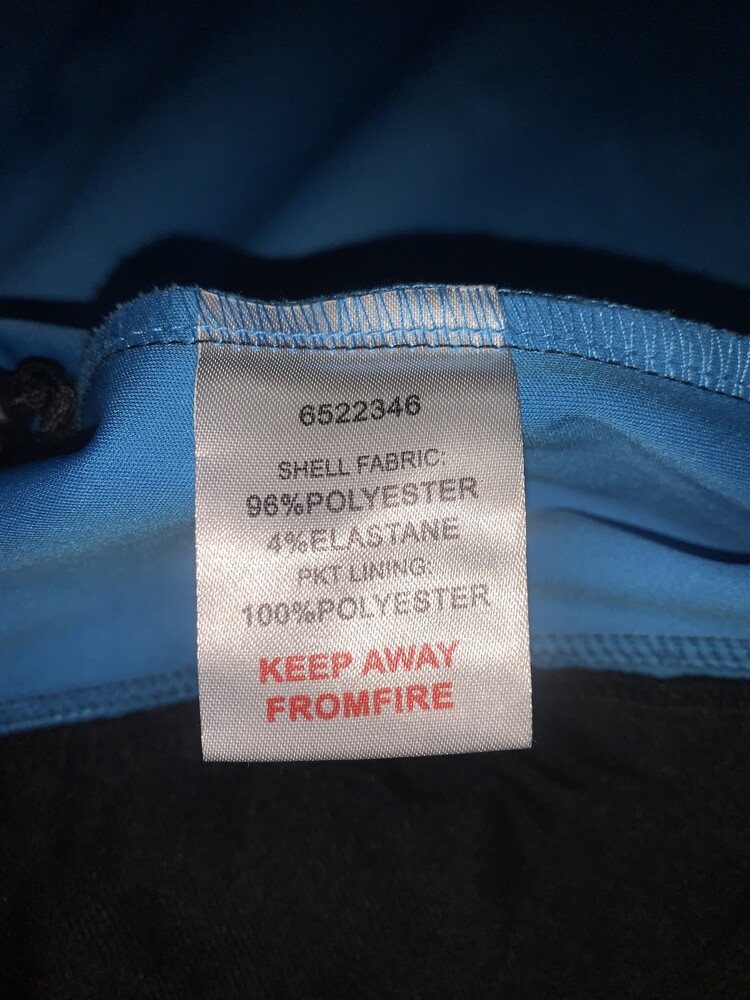 6522346
SHELL FABRIC:
96%POLYESTER
4%ELASTANE
PKT LINING:
100%POLYESTER
KEEP AWAY
FROMFIRE